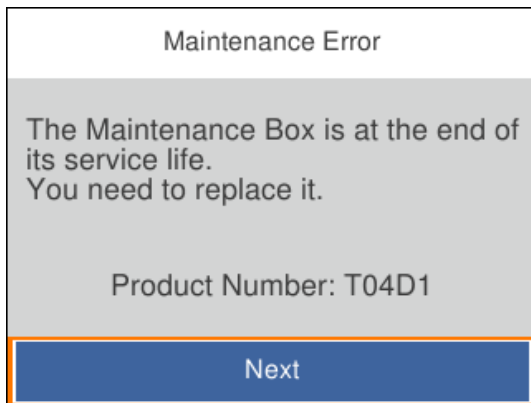 Maintenance Error
The Maintenance Box is at the end of
its service life.
You need to replace it.
Product Number: T04D1
Next